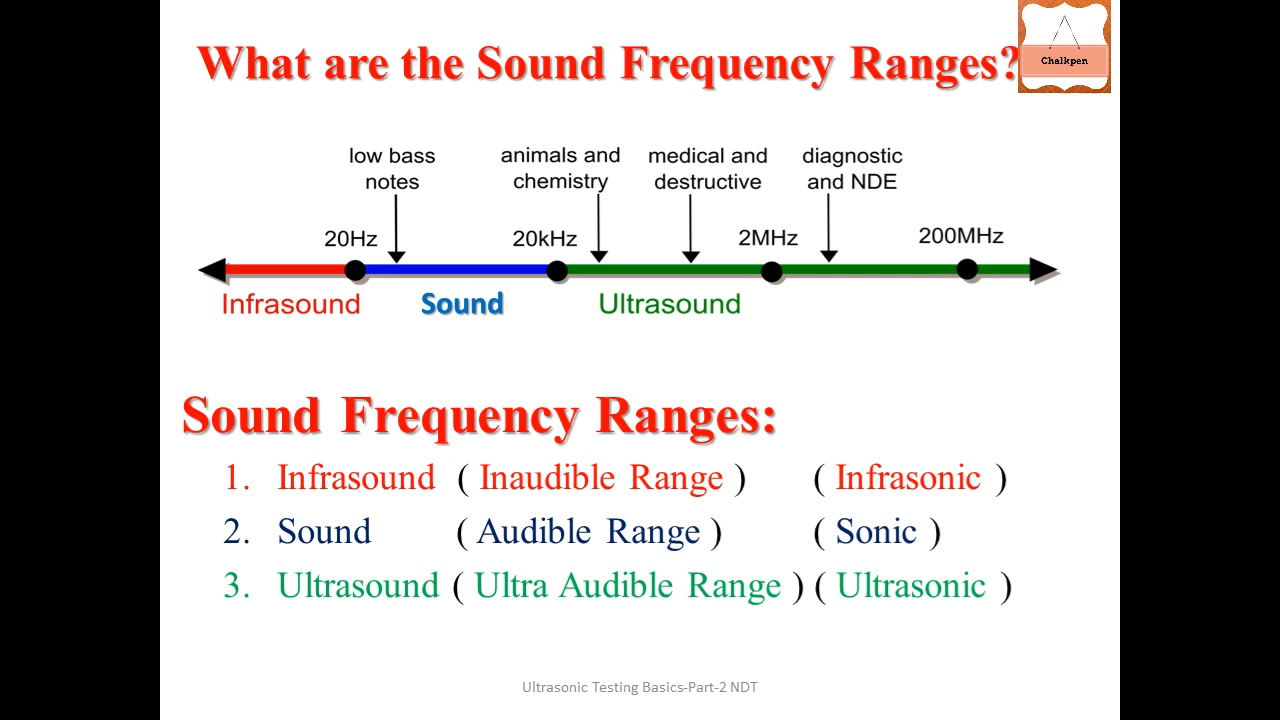 What are the Sound Frequency Ranges?
Chalkpen
low bass
notes
animals and
chemistry
medical and
destructive
diagnostic
and NDE
20Hz
20kHz
2MHz
200MHz
Infrasound
Sound
Ultrasound
Sound Frequency Ranges:
1. Infrasound ( Inaudible Range ) ( Infrasonic )
2. Sound ( Audible Range ) ( Sonic )
3. Ultrasound ( Ultra Audible Range ) ( Ultrasonic )
Ultrasonic Testing Basics-Part-2 NDT